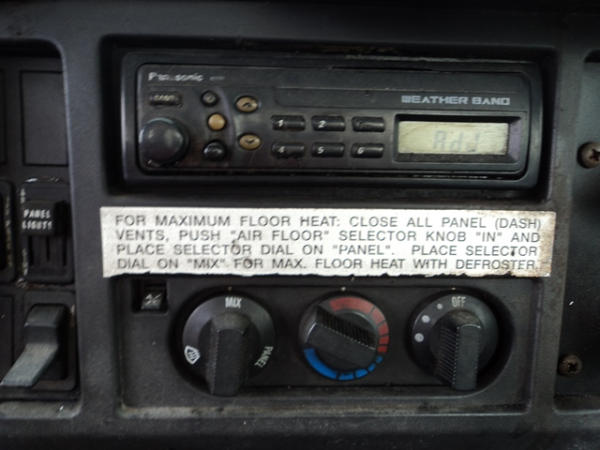 Panasonic
WEATHER BAND
1 2 3
4 5 6
AdJ
PANEL
LIGHTS
FOR MAXIMUM FLOOR HEAT: CLOSE ALL PANEL (DASH)
VENTS, PUSH "AIR FLOOR" SELECTOR KNOB "IN" AND
PLACE SELECTOR DIAL ON "PANEL". PLACE SELECTOR
DIAL ON "MIX" FOR MAX. FLOOR HEAT WITH DEFROSTER
MIX
PANEL
OFF